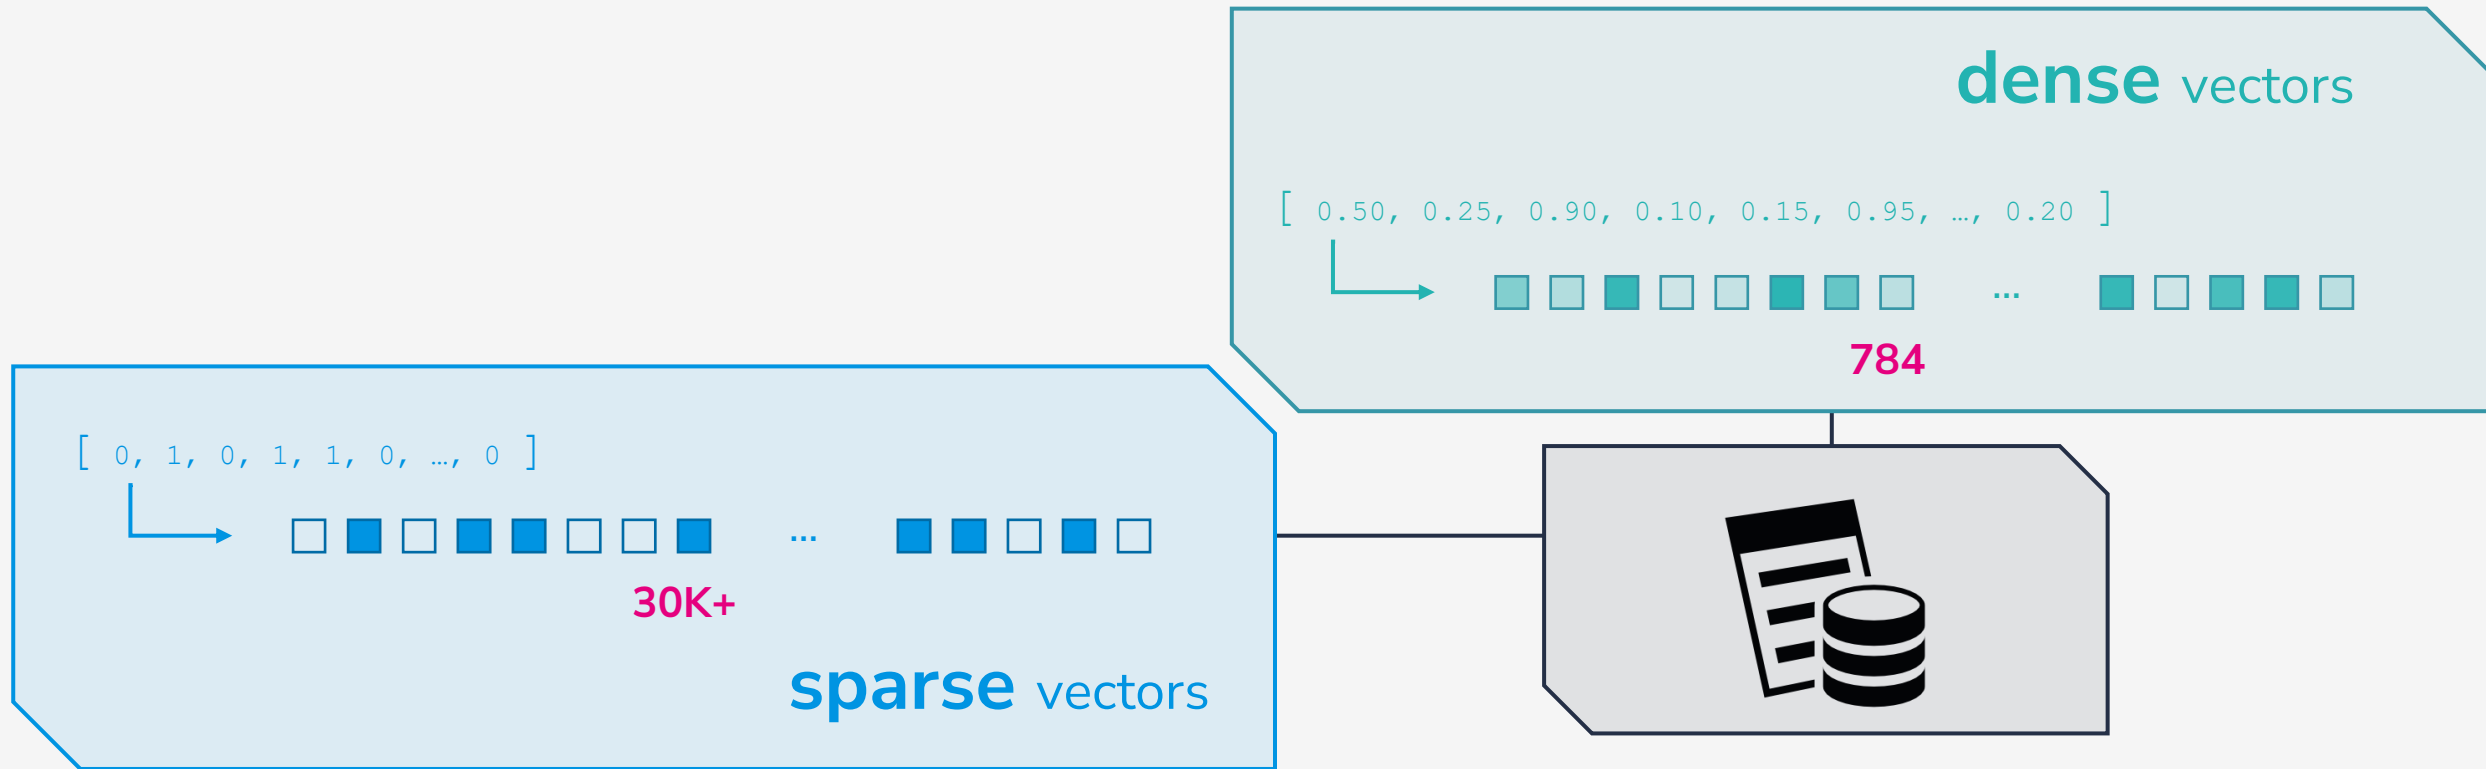 dense vectors
[ 0.50, 0.25, 0.90, 0.10, 0.15, 0.95, …, 0.20 ]
...
784
[ 0, 1, 0, 1, 1, 0, …, 0 ]
...
30K+
sparse vectors